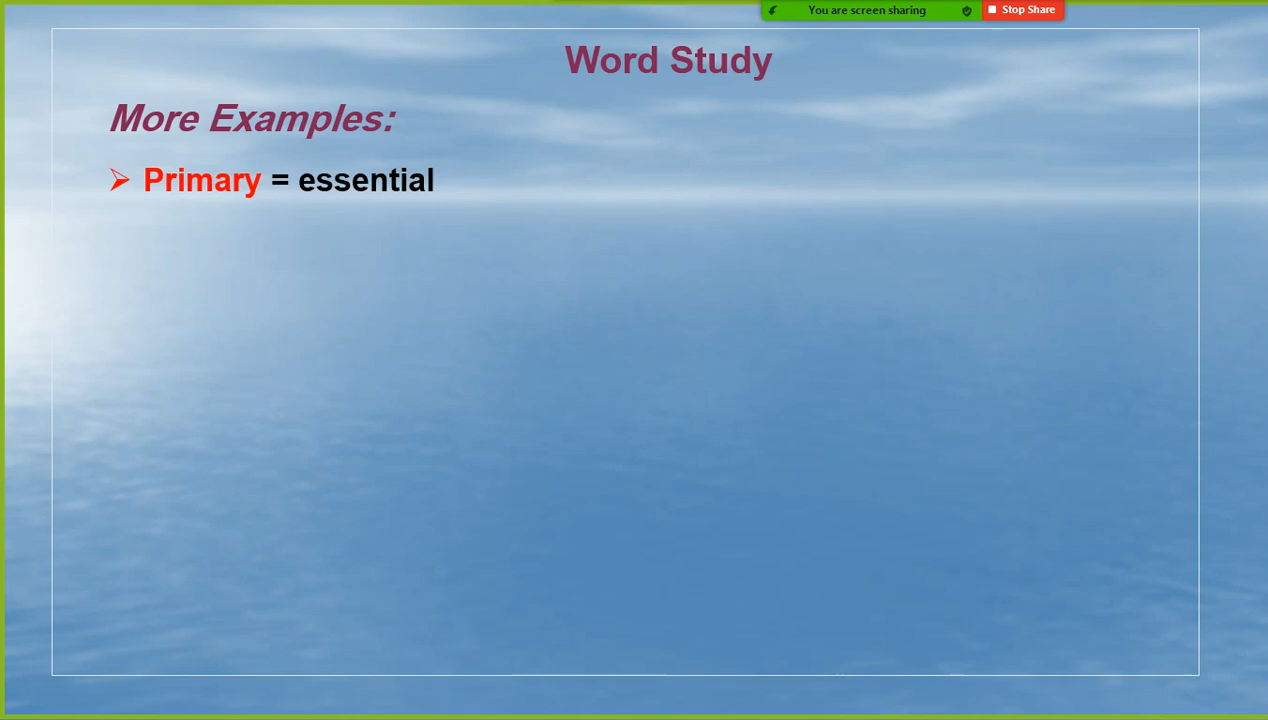 You are screen sharing
Stop Share
Word Study
More Examples:
Primary = essential